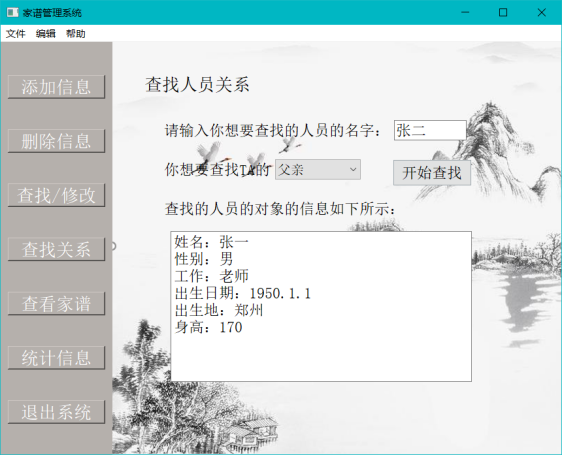 家谱管理系统
文件 编辑 帮助
添加信息
删除信息
查找/修改
查找关系
查看家谱
统计信息
退出系统
查找人员关系
请输入你想要查找的人员的名字: 张二
你想要查找TA的 父亲 开始查找
查找的人员的对象的信息如下所示:
姓名: 张一
性别: 男
工作: 老师
出生日期: 1950.1.1
出生地: 郑州
身高: 170